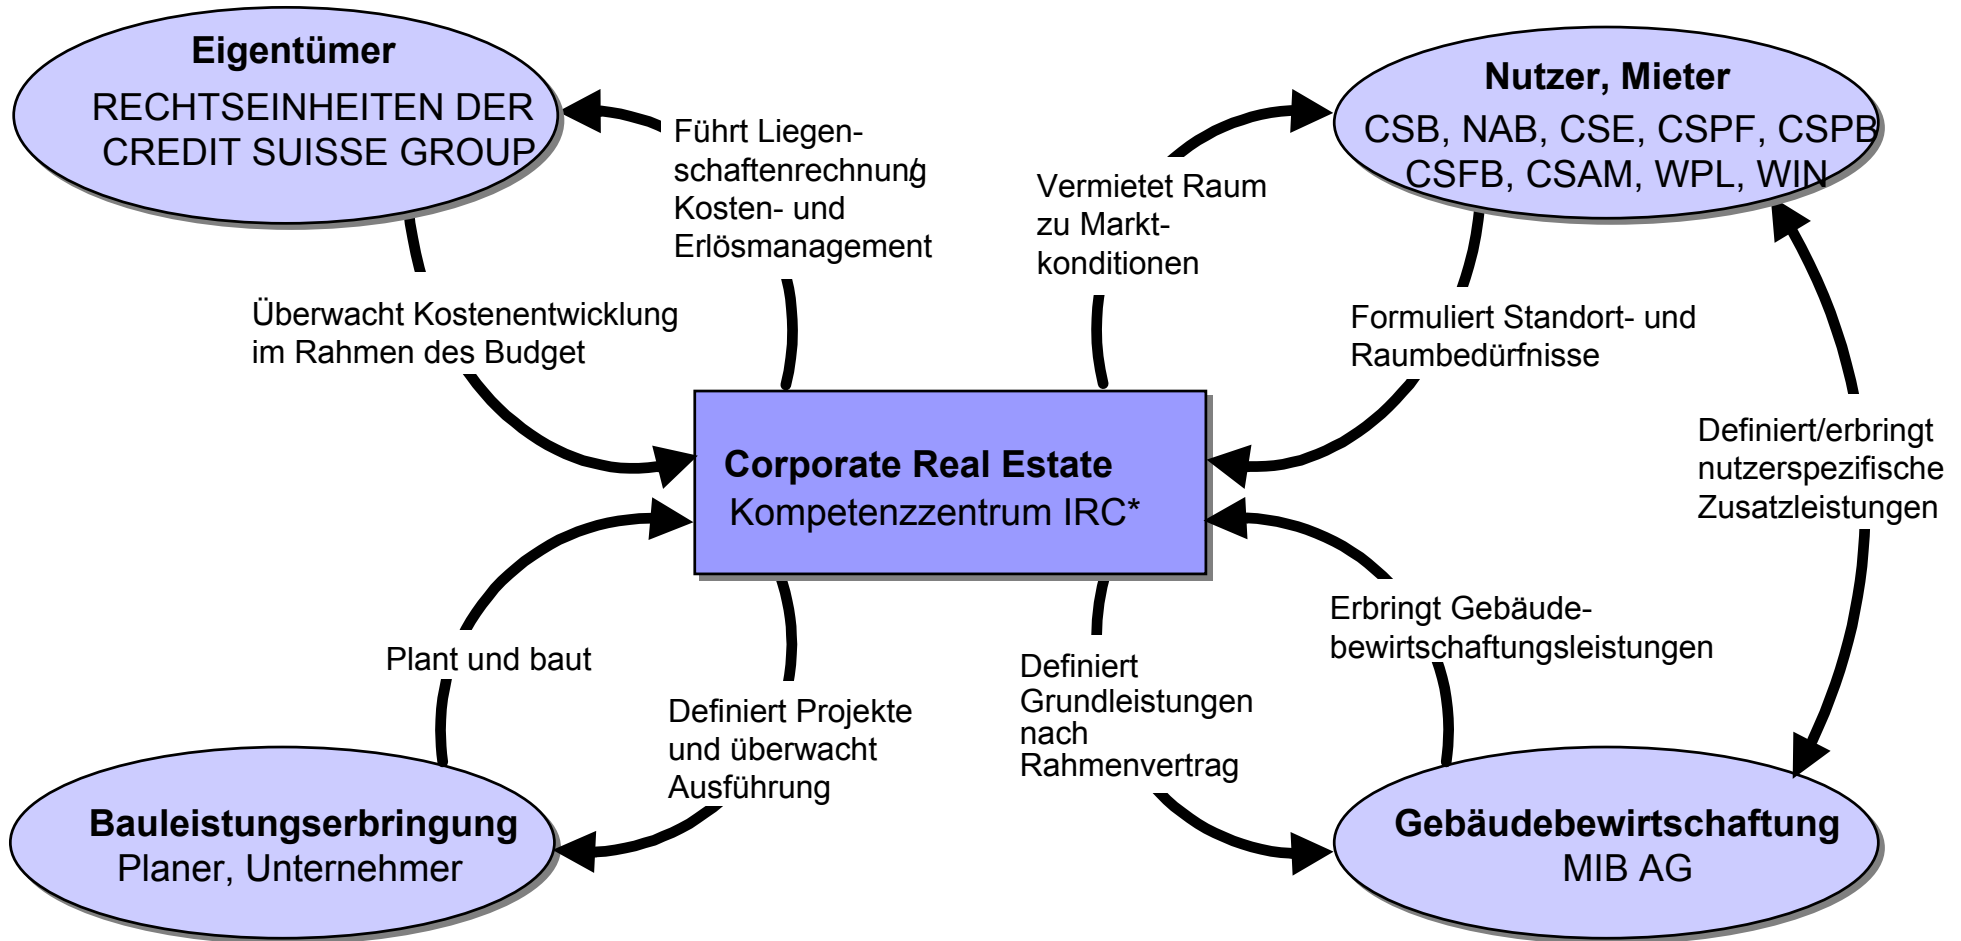 Eigentümer
RECHTSEINHEITEN DER
CREDIT SUISSE GROUP
Nutzer, Mieter
CSB, NAB, CSE, CSPF, CSPB
CSFB, CSAM, WPL, WIN
Führt Liegen-
schaftenrechnung/
Kosten- und
Erlösmanagement
Vermietet Raum
zu Markt-
konditionen
Überwacht Kostenentwicklung
im Rahmen des Budget
Formuliert Standort- und
Raumbedürfnisse
Corporate Real Estate
Kompetenzzentrum IRC*
Definiert/erbringt
nutzerspezifische
Zusatzleistungen
Plant und baut
Definiert Projekte
und überwacht
Ausführung
Definiert
Grundleistungen
nach
Rahmenvertrag
Erbringt Gebäude-
bewirtschaftungsleistungen
Bauleistungserbringung
Planer, Unternehmer
Gebäudebewirtschaftung
MIB AG